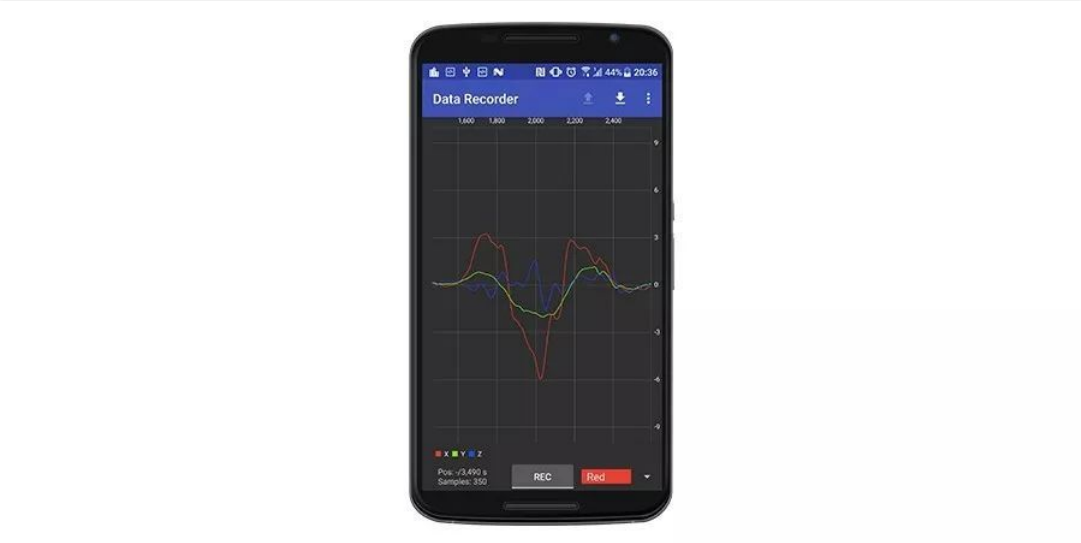 44% 20:36
Data Recorder
1,600 1,800 2,000 2,200 2,400
9
6
3
0
-3
-6
-9
X Y Z
Pos: -/3,490 s
Samples: 350
REC
Red